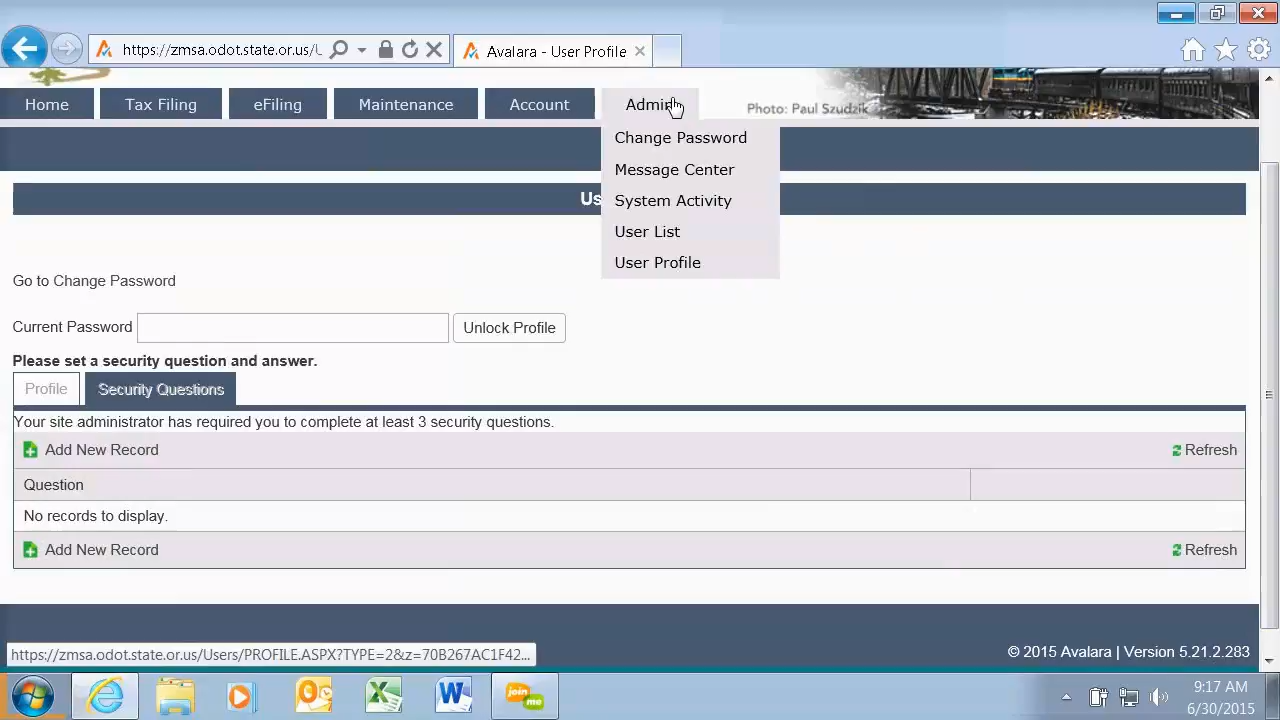 https://zmsa.odot.state.or.us/U
Avalara - User Profile
Home
Tax Filing
eFiling
Maintenance
Account
Admin
Photo: Paul Szudzik
Change Password
Message Center
System Activity
User List
User Profile
Us
Go to Change Password
Current Password
Unlock Profile
Please set a security question and answer.
Profile
Security Questions
Your site administrator has required you to complete at least 3 security questions.
Add New Record
Refresh
Question
No records to display.
Add New Record
Refresh
https://zmsa.odot.state.or.us/Users/PROFILE.ASPX?TYPE=2&z=70B267AC1F42...
© 2015 Avalara | Version 5.21.2.283
join
me
9:17 AM
6/30/2015